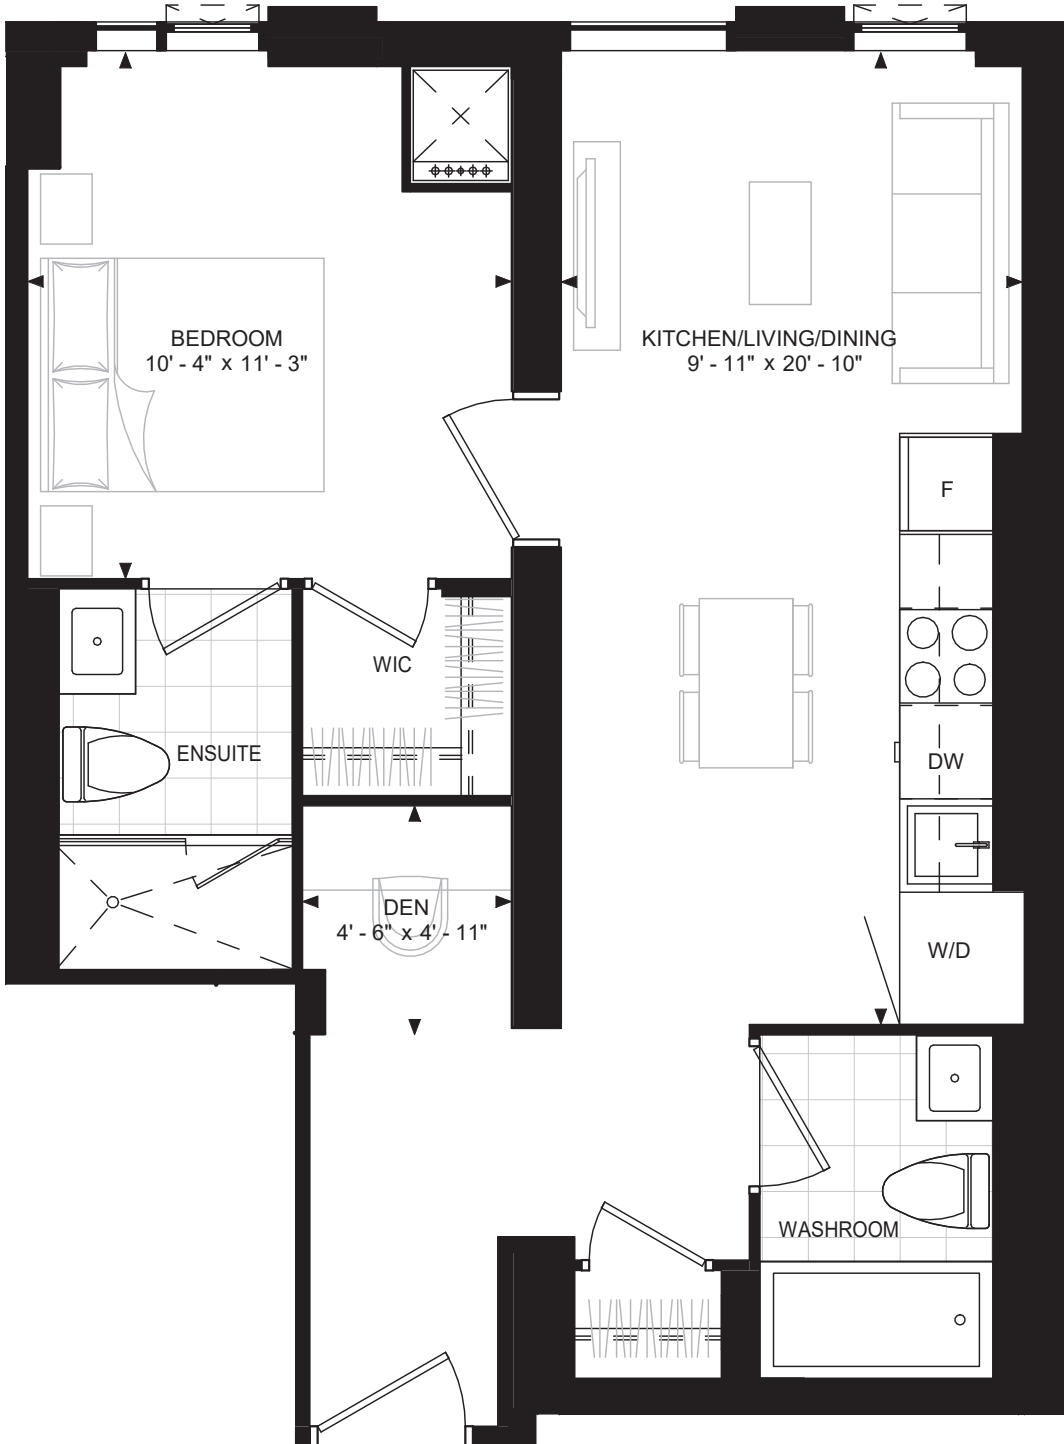 BEDROOM
10' - 4" x 11' - 3"
KITCHEN/LIVING/DINING
9' - 11" x 20' - 10"
F
WIC
ENSUITE
DW
DEN
4' - 6" x 4' - 11"
W/D
WASHROOM